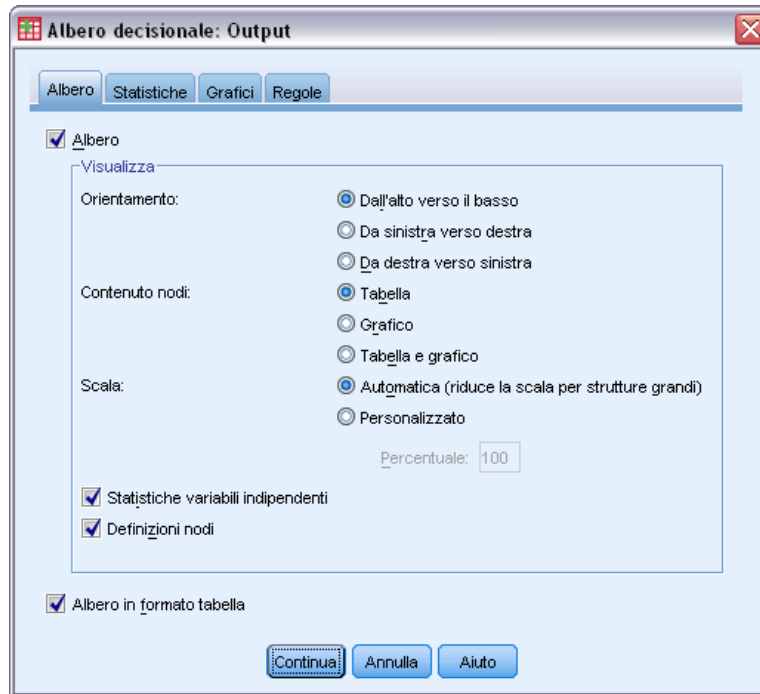 Albero decisionale: Output
Albero Statistiche Grafici Regole
Albero
Visualizza
Orientamento: Dall'alto verso il basso
Da sinistra verso destra
Da destra verso sinistra
Contenuto nodi: Tabella
Grafico
Tabella e grafico
Scala: Automatica (riduce la scala per strutture grandi)
Personalizzato
Percentuale: 100
Statistiche variabili indipendenti
Definizioni nodi
Albero in formato tabella
Continua Annulla Aiuto